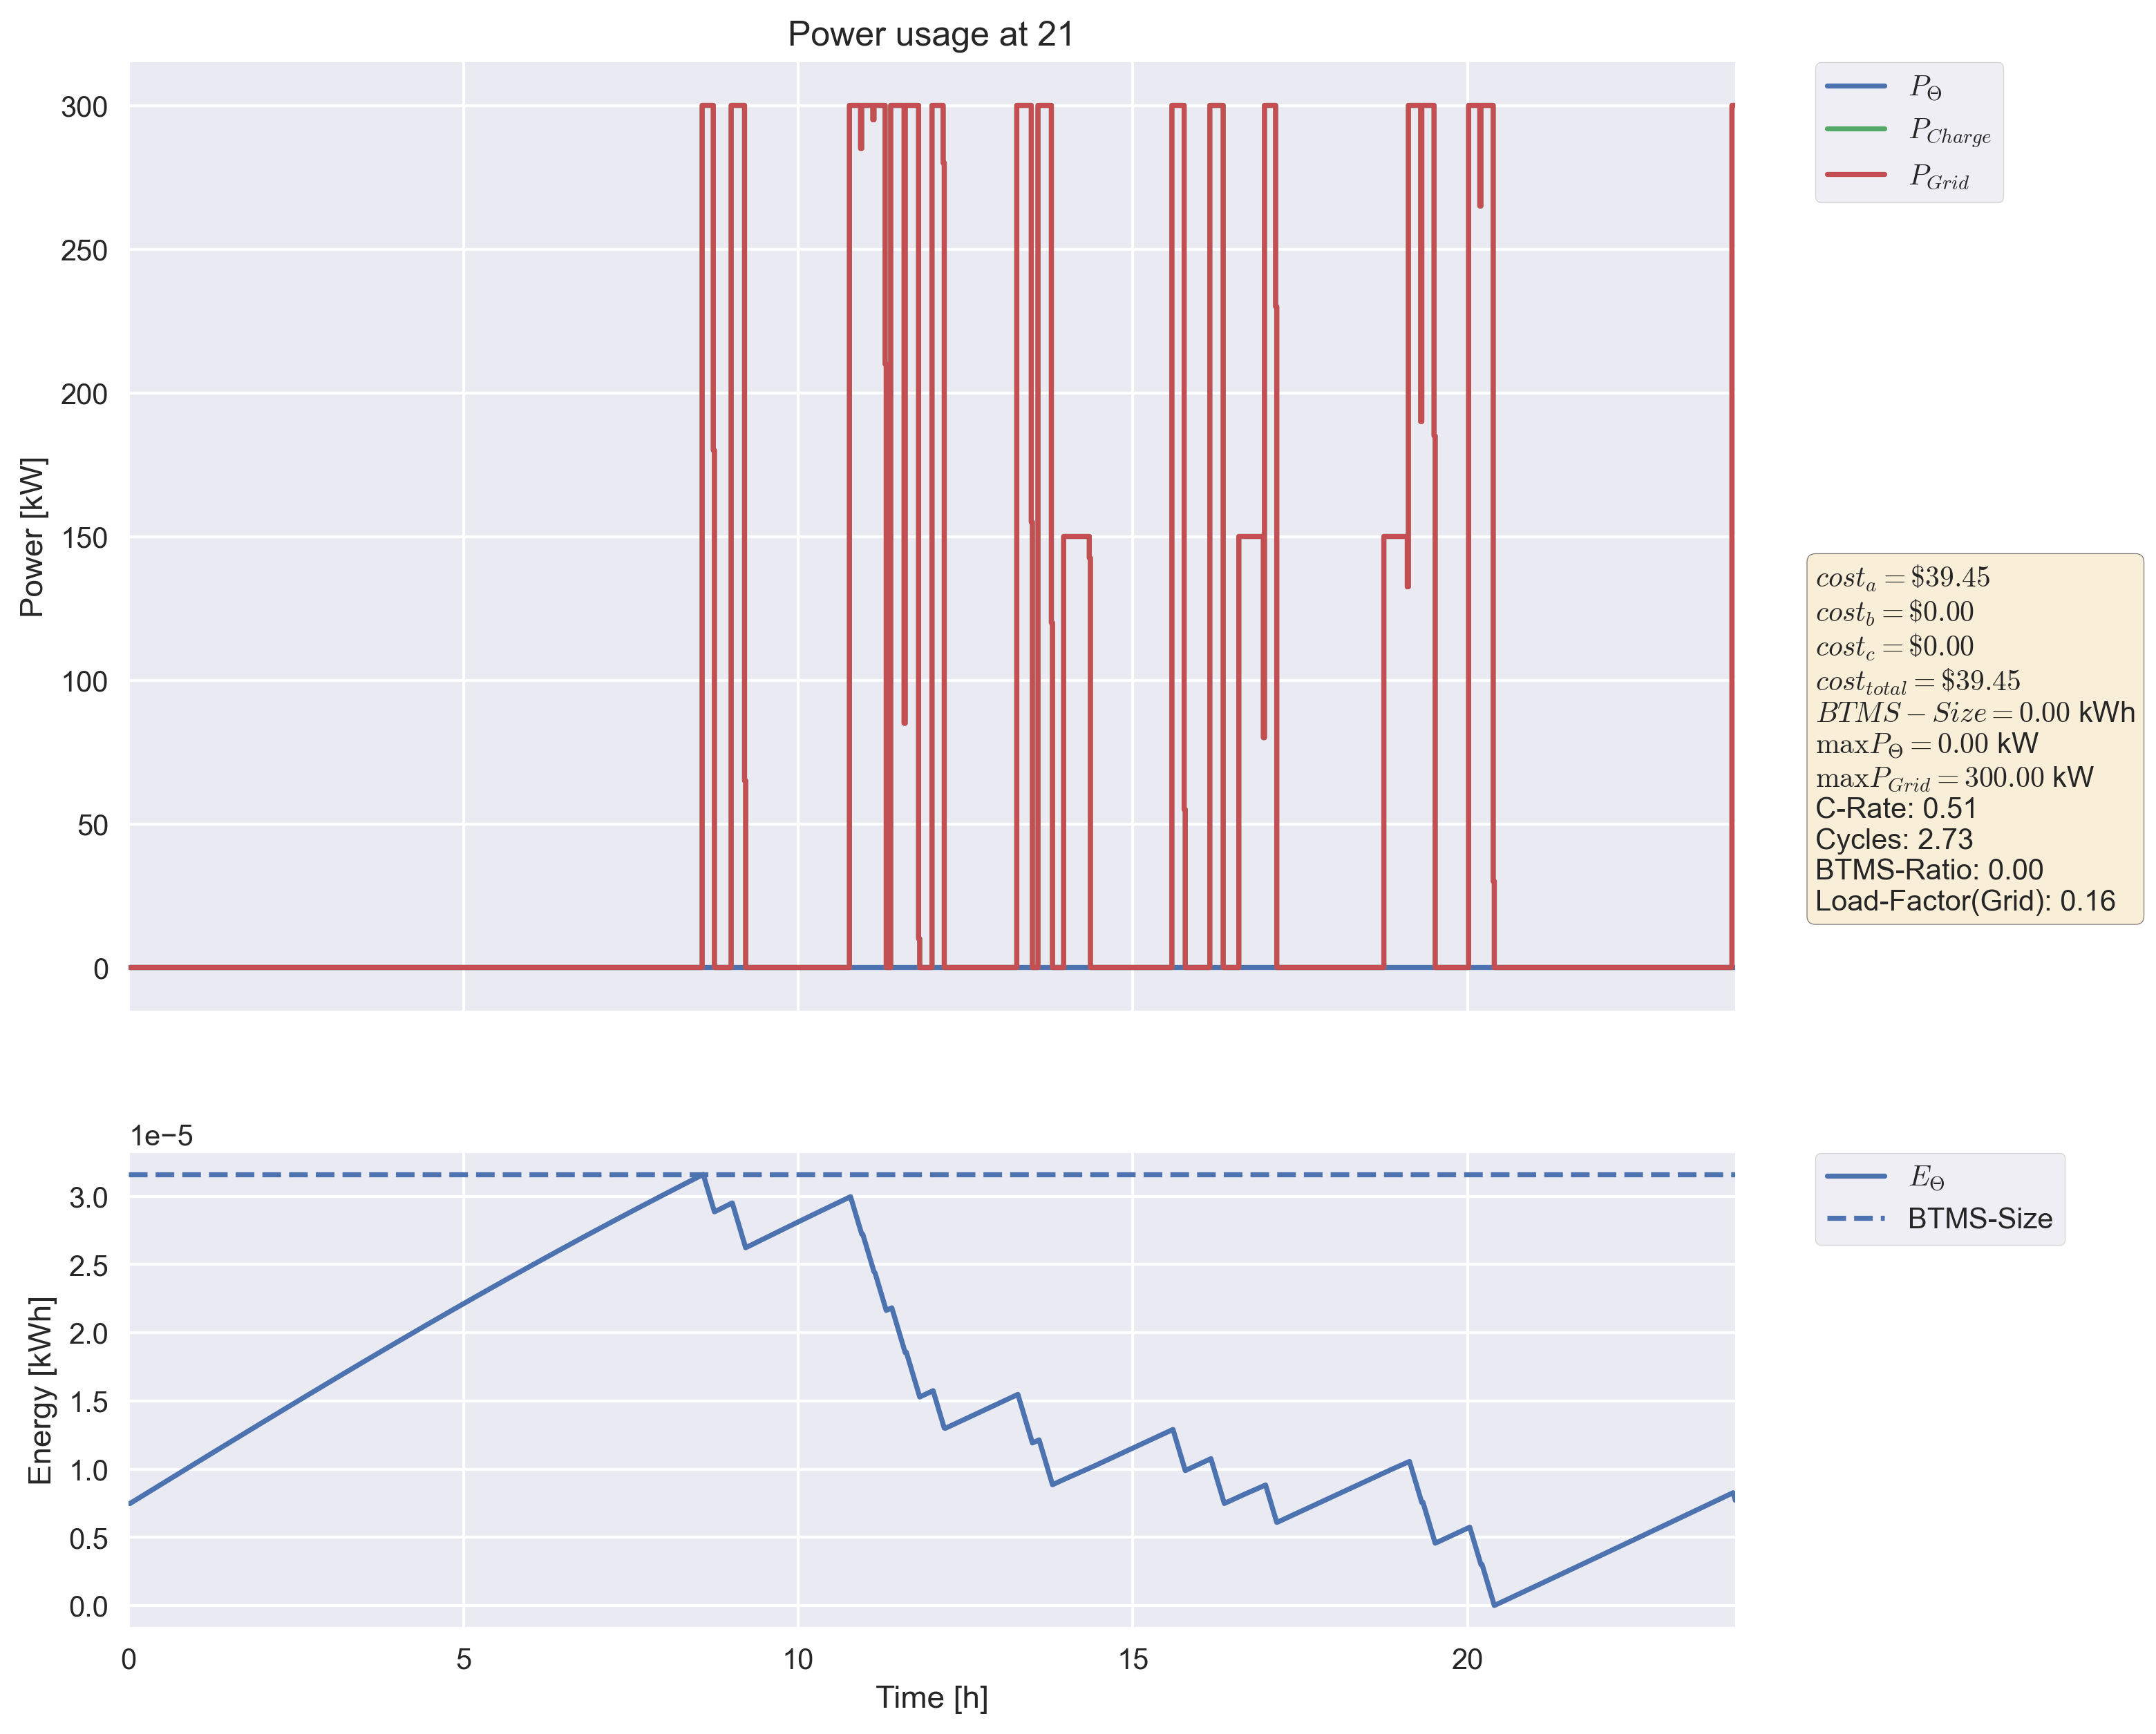 Power usage at 21
300
250
200
150
100
50
0
Power [kW]
P_Θ
P_Charge
P_Grid
cost_a = $39.45
cost_b = $0.00
cost_c = $0.00
cost_total = $39.45
BTMS − Size = 0.00 kWh
maxP_Θ = 0.00 kW
maxP_Grid = 300.00 kW
C-Rate: 0.51
Cycles: 2.73
BTMS-Ratio: 0.00
Load-Factor(Grid): 0.16
1e−5
3.0
2.5
2.0
1.5
1.0
0.5
0.0
Energy [kWh]
E_Θ
BTMS-Size
0 5 10 15 20
Time [h]